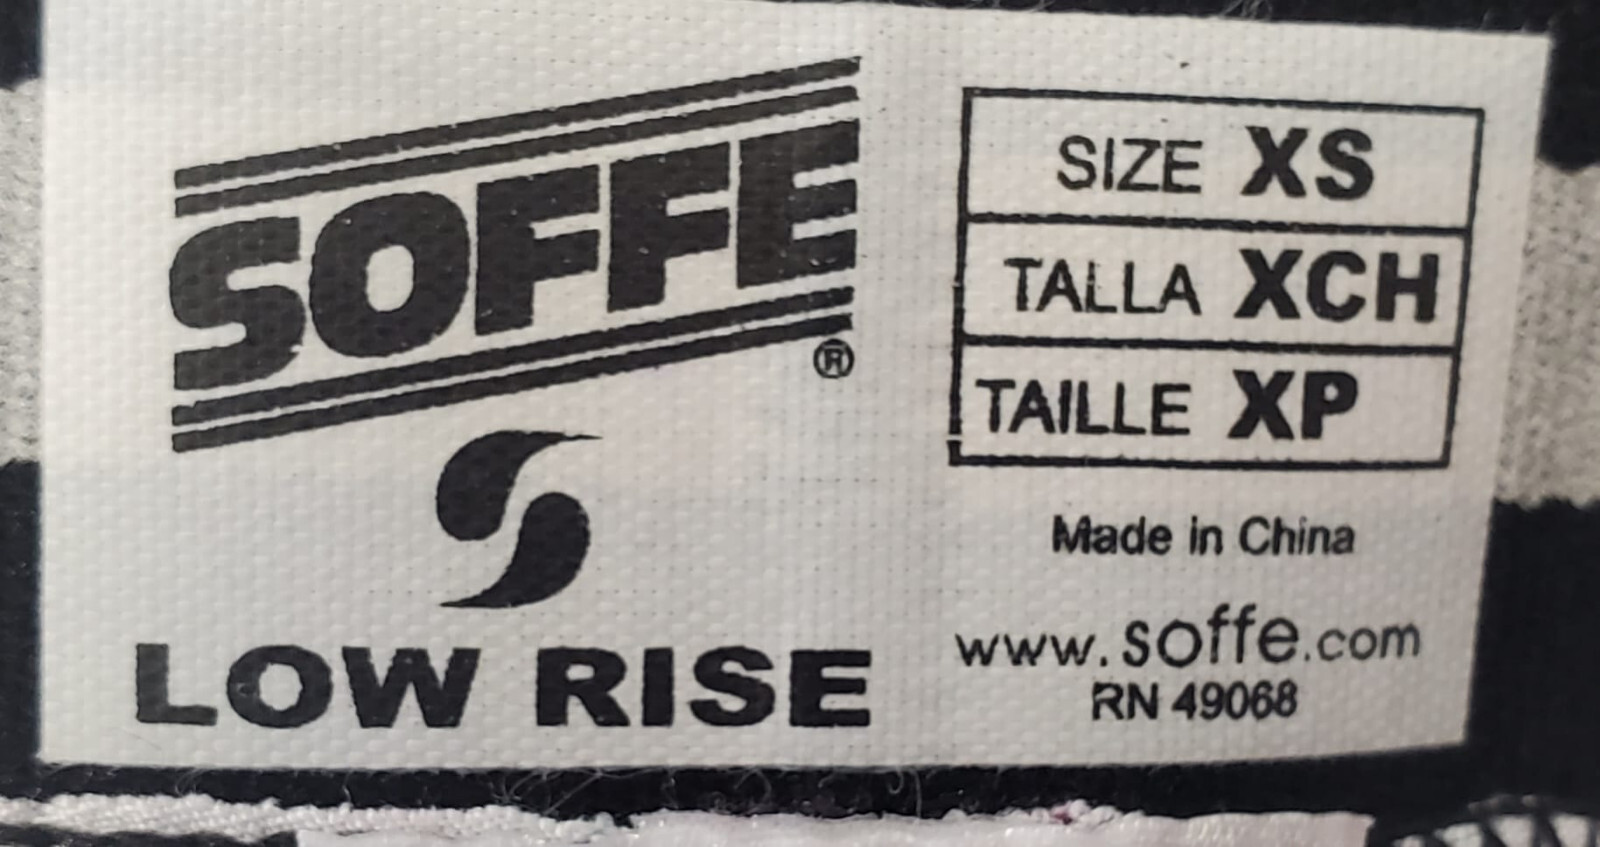 SOFFE
®
LOW RISE
SIZE XS
TALLA XCH
TAILLE XP
Made in China
www.soffe.com
RN 49068